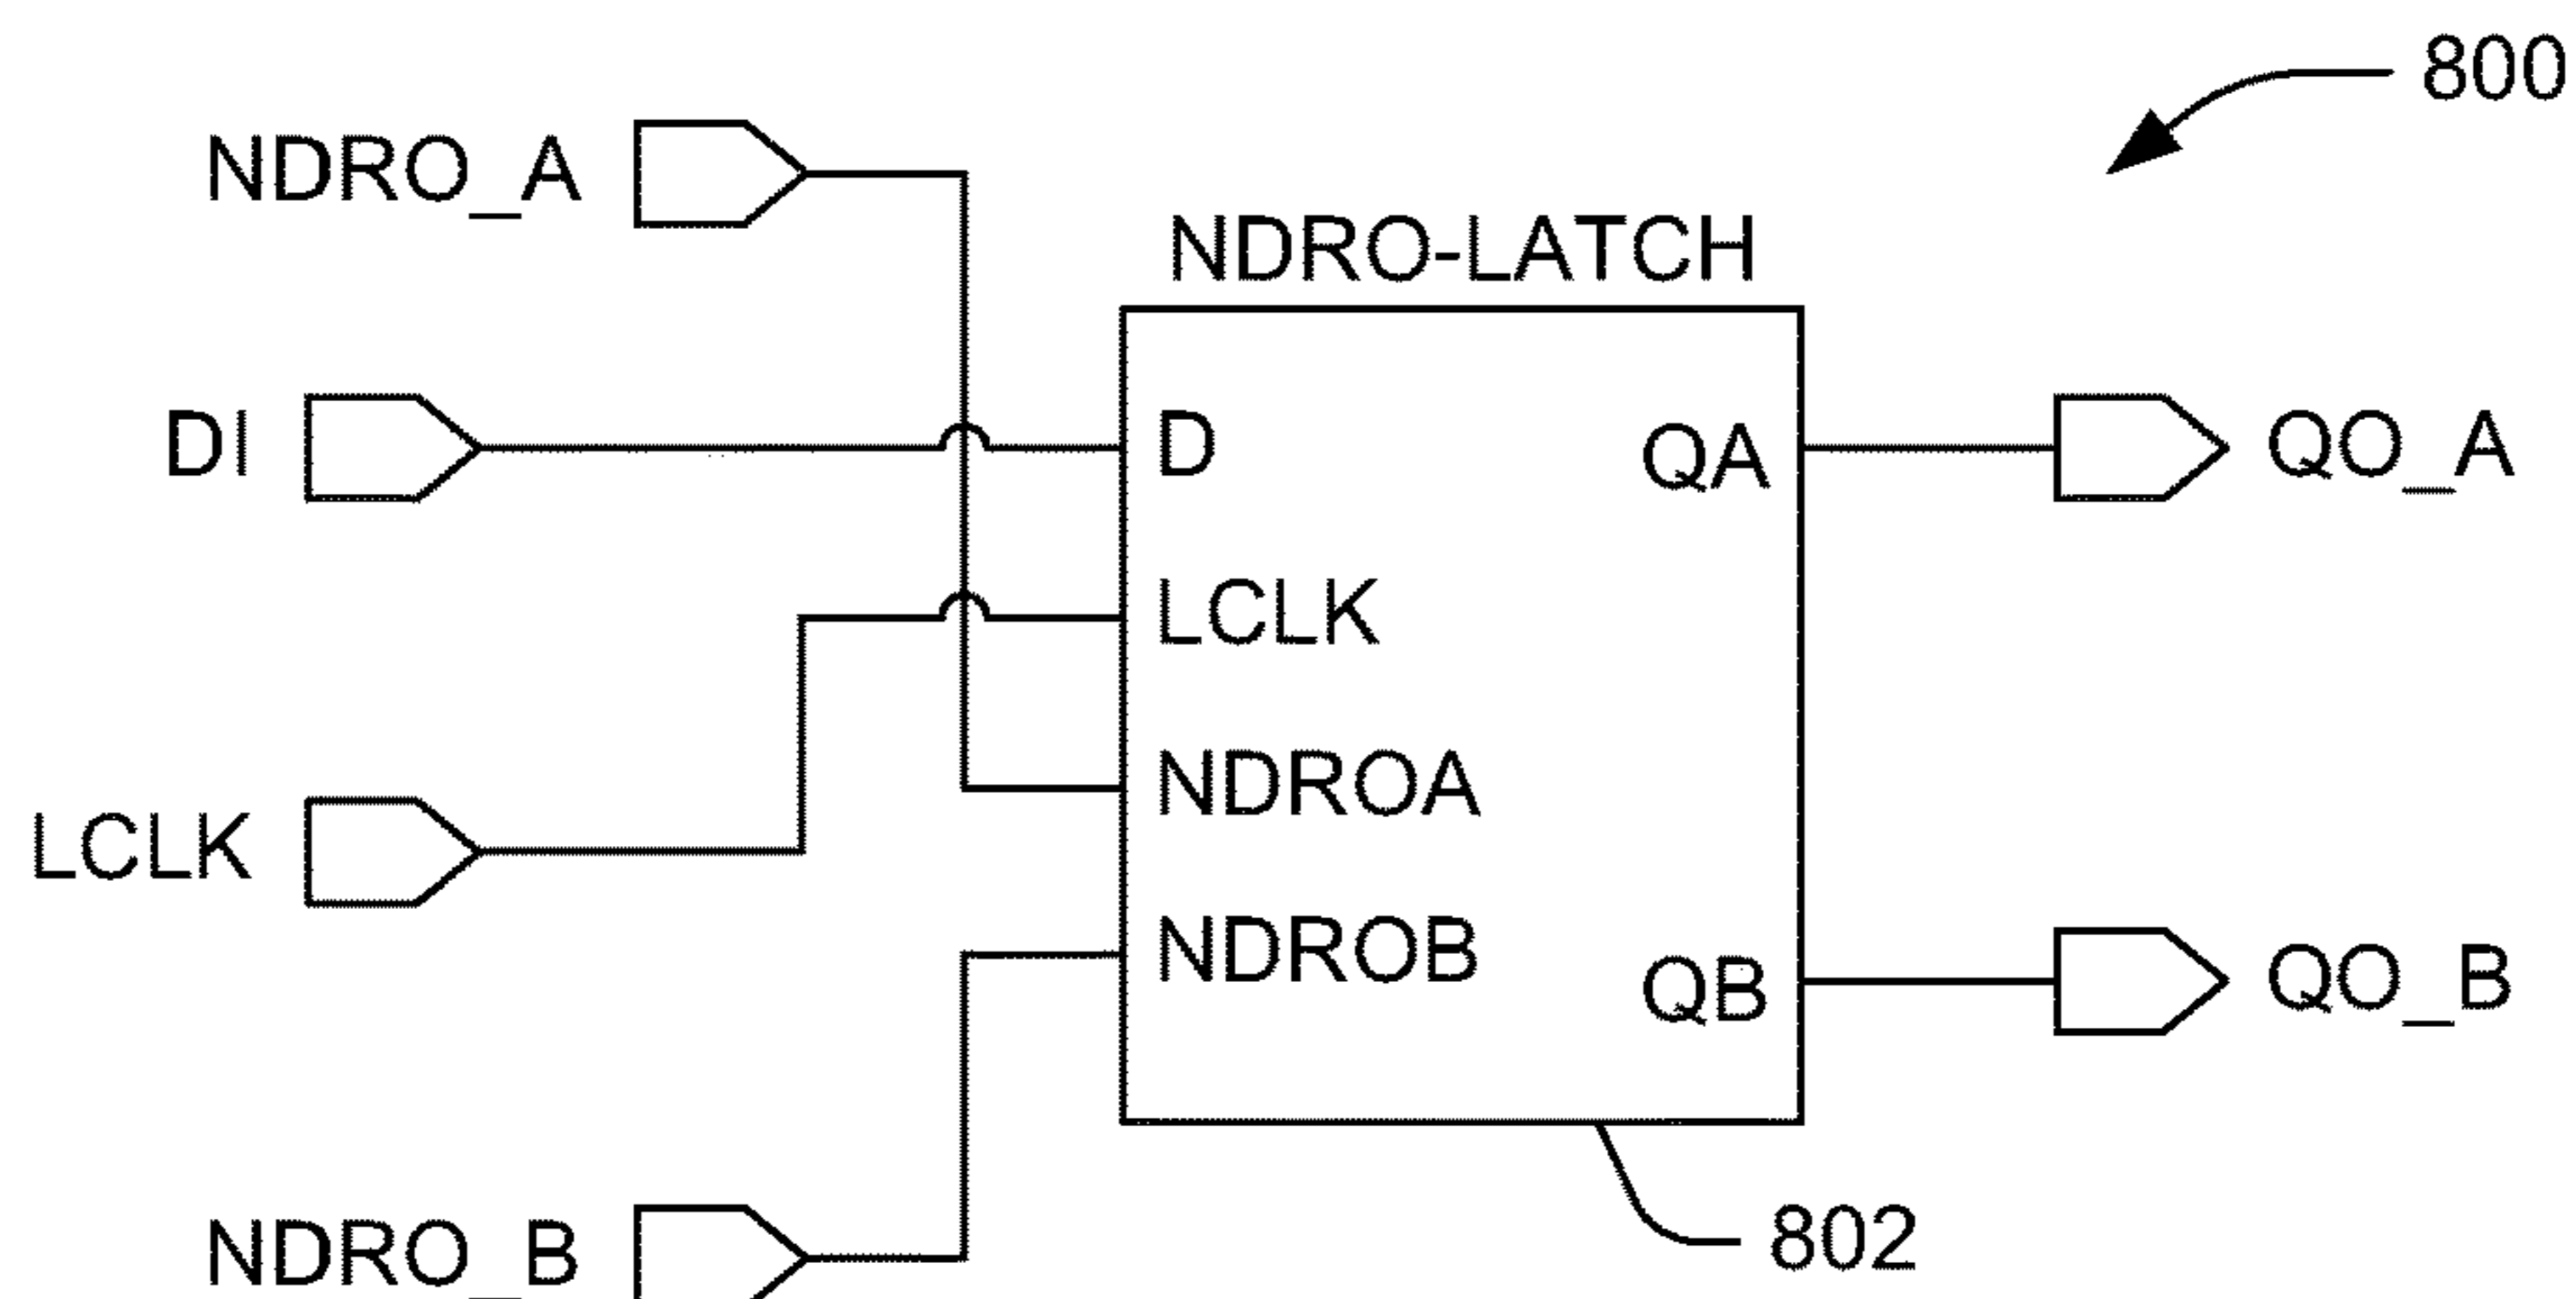 800
NDRO_A
NDRO-LATCH
DI
D
QA
QO_A
LCLK
NDROA
LCLK
NDROB
QB
QO_B
NDRO_B
802